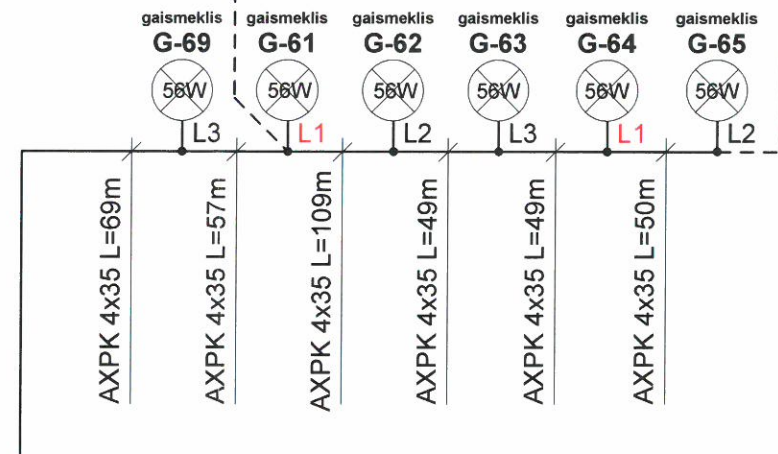 gaismeklis gaismeklis gaismeklis gaismeklis gaismeklis gaismeklis
G-69 G-61 G-62 G-63 G-64 G-65
56W 56W 56W 56W 56W 56W
L3 L1 L2 L3 L1 L2
AXPK 4x35 L=69m
AXPK 4x35 L=57m
AXPK 4x35 L=109m
AXPK 4x35 L=49m
AXPK 4x35 L=49m
AXPK 4x35 L=50m